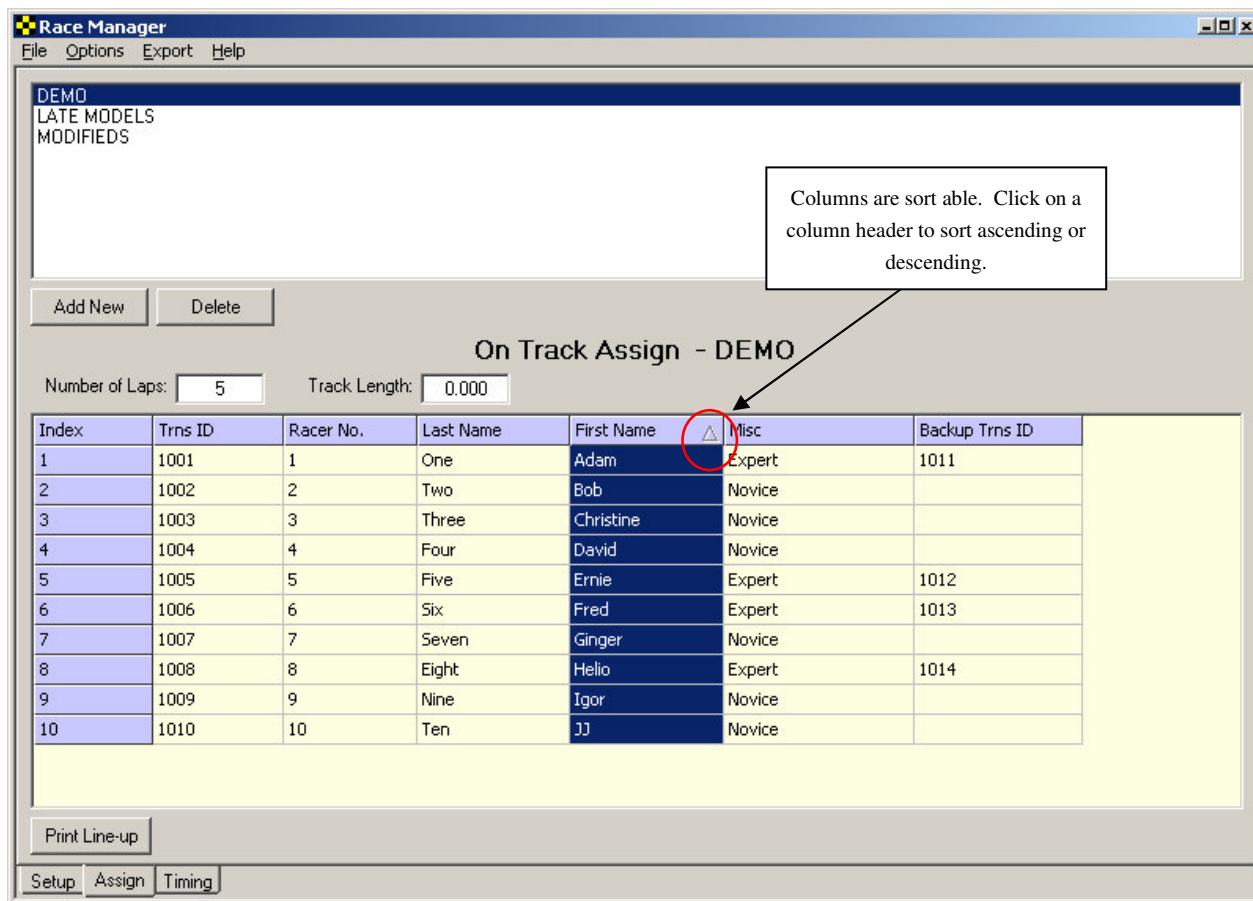 Race Manager
File Options Export Help
DEMO
LATE MODELS
MODIFIEDS
Columns are sort able. Click on a
column header to sort ascending or
descending.
Add New Delete
On Track Assign - DEMO
Number of Laps: 5 Track Length: 0.000
Index Trns ID Racer No. Last Name First Name Misc Backup Trns ID
1 1001 1 One Adam Expert 1011
2 1002 2 Two Bob Novice
3 1003 3 Three Christine Novice
4 1004 4 Four David Novice
5 1005 5 Five Ernie Expert 1012
6 1006 6 Six Fred Expert 1013
7 1007 7 Seven Ginger Novice
8 1008 8 Eight Helio Expert 1014
9 1009 9 Nine Igor Novice
10 1010 10 Ten JJ Novice
Print Line-up
Setup Assign Timing